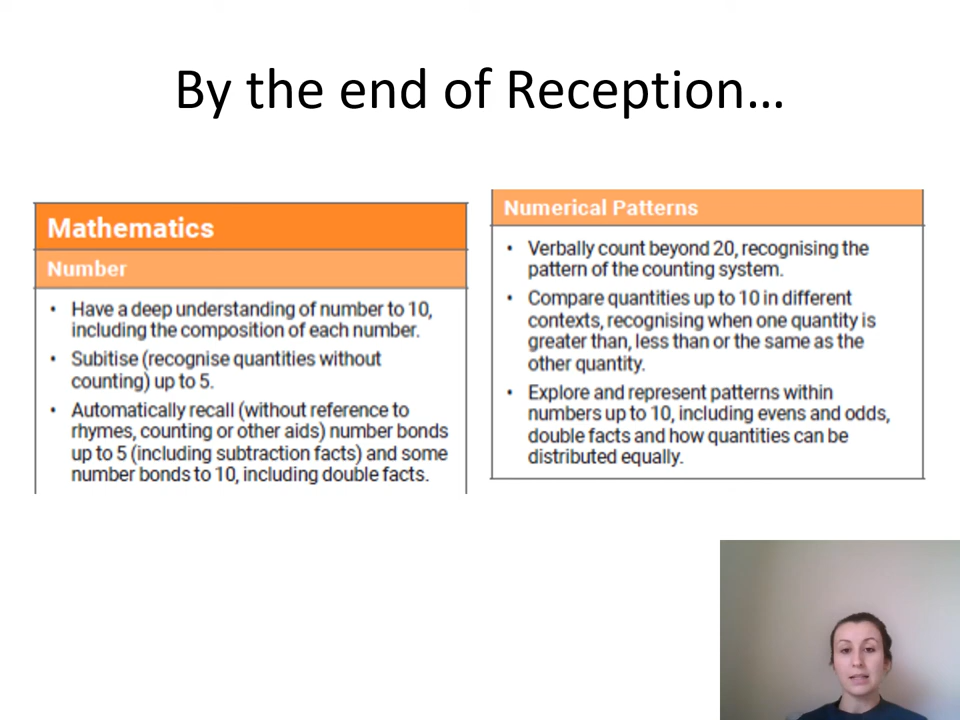 By the end of Reception...
Mathematics
Number
• Have a deep understanding of number to 10,
including the composition of each number.
• Subitise (recognise quantities without
counting) up to 5.
• Automatically recall (without reference to
rhymes, counting or other aids) number bonds
up to 5 (including subtraction facts) and some
number bonds to 10, including double facts.
Numerical Patterns
• Verbally count beyond 20, recognising the
pattern of the counting system.
• Compare quantities up to 10 in different
contexts, recognising when one quantity is
greater than, less than or the same as the
other quantity.
• Explore and represent patterns within
numbers up to 10, including evens and odds,
double facts and how quantities can be
distributed equally.